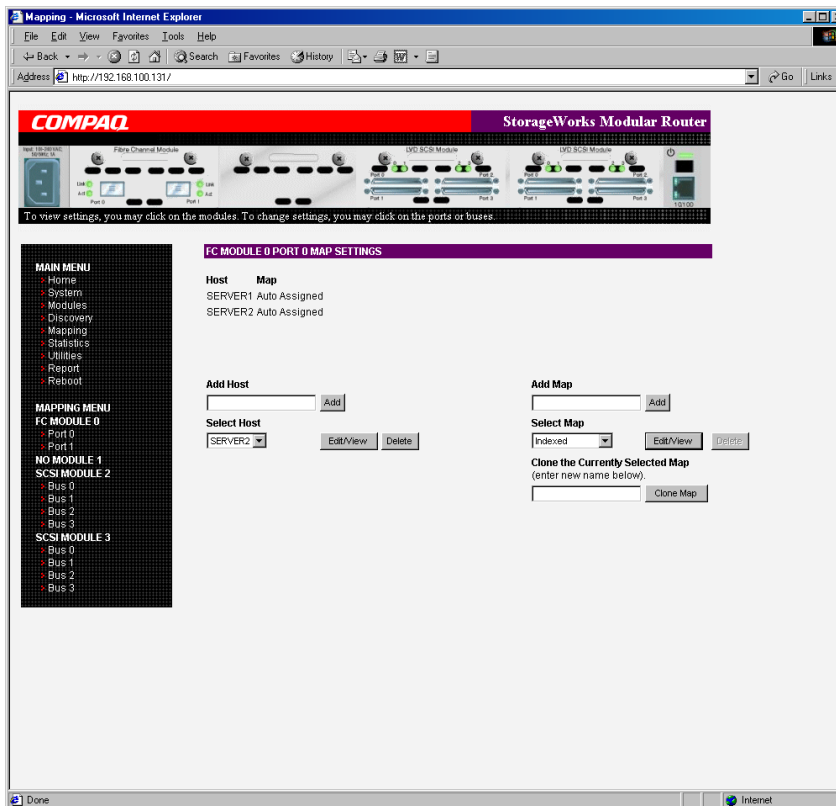 Mapping - Microsoft Internet Explorer
File Edit View Favorites Tools Help
Back Search Favorites History
Address http://192.168.100.131/ Go Links
COMPAQ StorageWorks Modular Router
Fibre Channel Module LVD SCSI Module LVD SCSI Module
Port 0 Port 2 Port 0 Port 2
Link Link
Act Act
Port 0 Port 1 Port 1 Port 3 Port 1 Port 3 10/100
To view settings, you may click on the modules. To change settings, you may click on the ports or buses.
FC MODULE 0 PORT 0 MAP SETTINGS
MAIN MENU
Home
System
Modules
Discovery
Mapping
Statistics
Utilities
Report
Reboot
MAPPING MENU
FC MODULE 0
Port 0
Port 1
NO MODULE 1
SCSI MODULE 2
Bus 0
Bus 1
Bus 2
Bus 3
SCSI MODULE 3
Bus 0
Bus 1
Bus 2
Bus 3
Host Map
SERVER1 Auto Assigned
SERVER2 Auto Assigned
Add Host
Add
Select Host
SERVER2 Edit/View Delete
Add Map
Add
Select Map
Indexed Edit/View Delete
Clone the Currently Selected Map
(enter new name below).
Clone Map
Done Internet